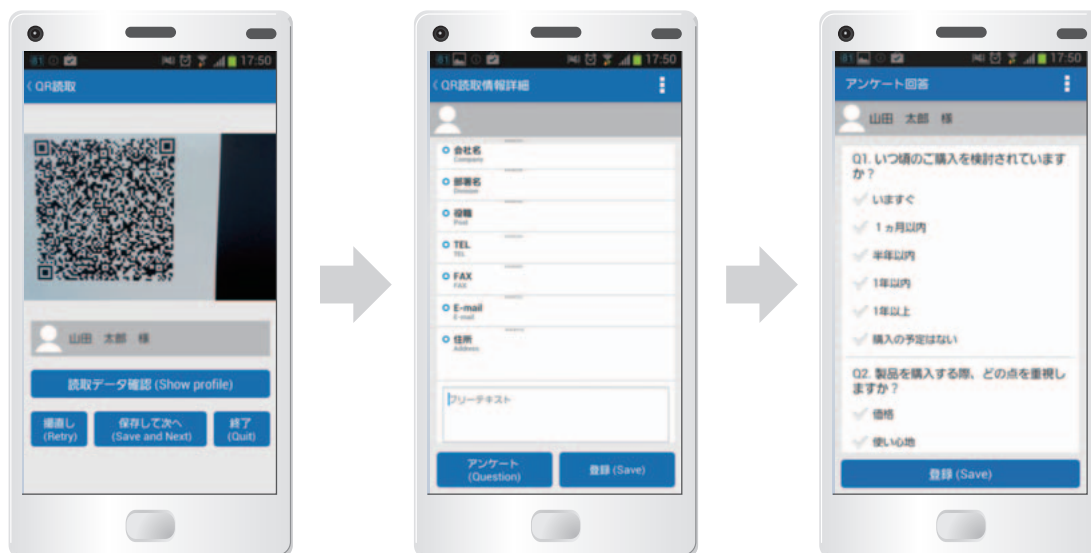 17:50
QR読取
山田 太郎 様
読取データ確認 (Show profile)
撮直し
(Retry)
保存して次へ
(Save and Next)
終了
(Quit)
17:50
QR読取情報詳細
会社名
Company
部署名
Division
役職
Post
TEL
TEL
FAX
FAX
E-mail
E-mail
住所
Address
フリーテキスト
アンケート
(Question)
登録 (Save)
17:50
アンケート回答
山田 太郎 様
Q1. いつ頃のご購入を検討されています
か？
いますぐ
1ヵ月以内
半年以内
1年以内
1年以上
購入の予定はない
Q2. 製品を購入する際、どの点を重視し
ますか？
価格
使い心地
登録 (Save)